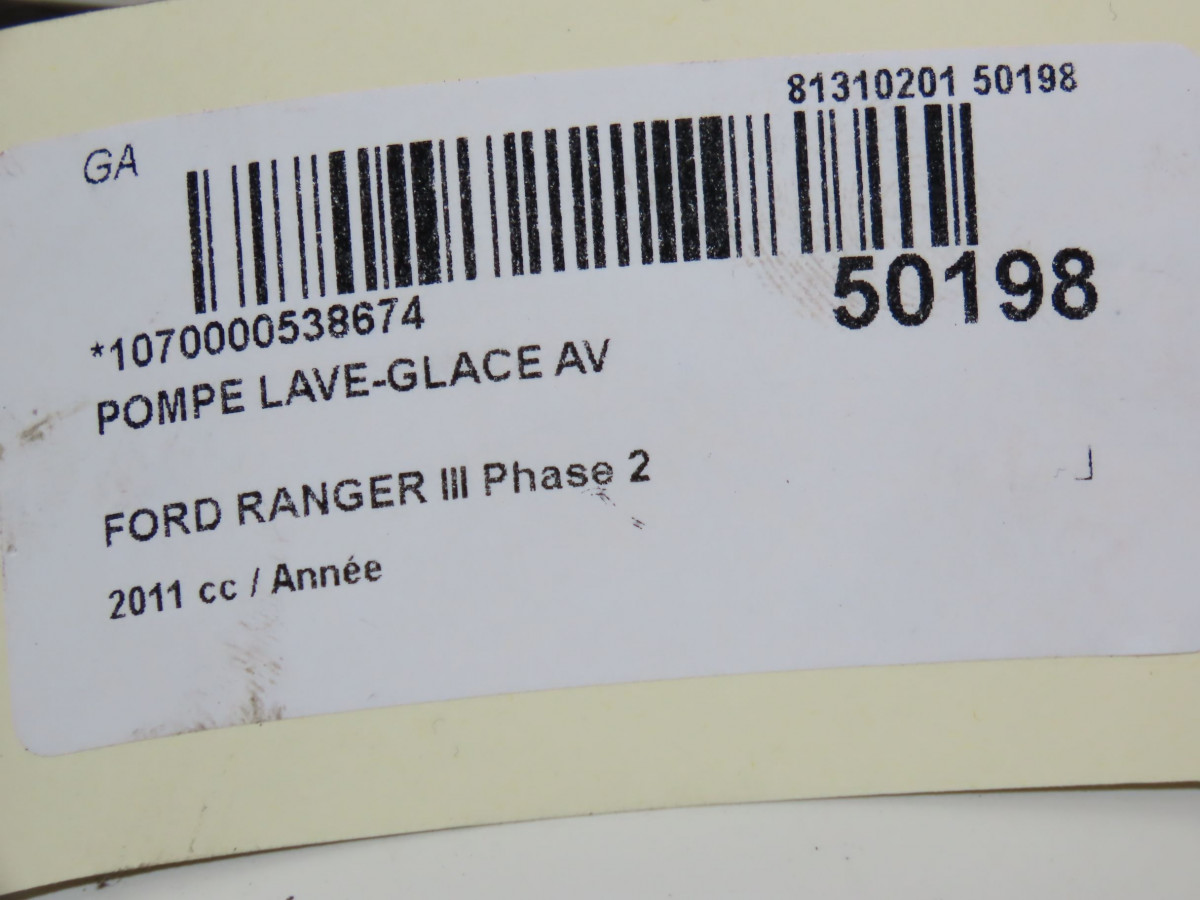 81310201 50198
GA
50198
*1070000538674
POMPE LAVE-GLACE AV
FORD RANGER III Phase 2
2011 cc / Année